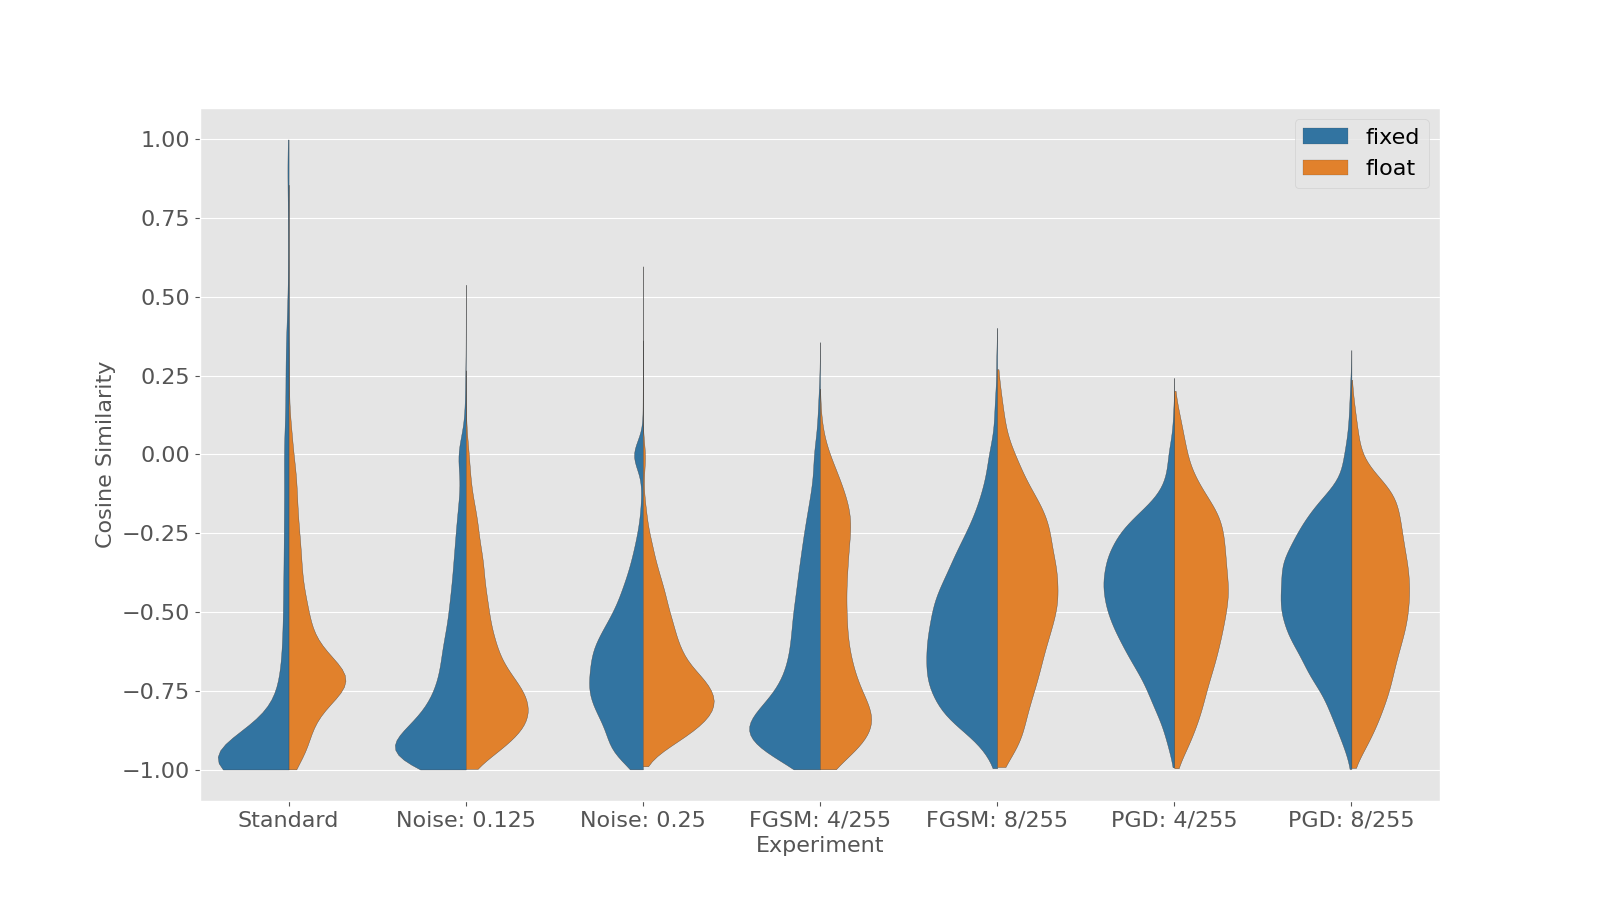 1.00
0.75
0.50
0.25
0.00
−0.25
−0.50
−0.75
−1.00
Cosine Similarity
fixed
float
Standard
Noise: 0.125
Noise: 0.25
FGSM: 4/255
FGSM: 8/255
PGD: 4/255
PGD: 8/255
Experiment